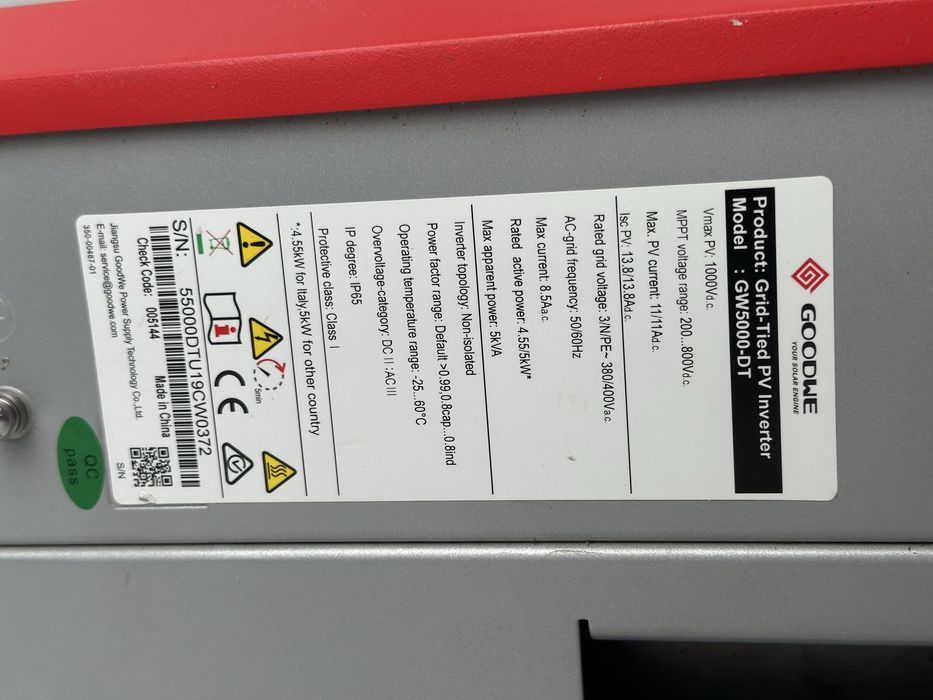 GOODWE
YOUR SOLAR ENGINE
Product: Grid-Tied PV Inverter
Model : GW5000-DT
Vmax PV: 1000Vd.c.
MPPT voltage range: 200...800Vd.c.
Max. PV current: 11/11Ad.c.
Isc PV: 13.8/13.8Ad.c.
Rated grid voltage: 3/N/PE~ 380/400Va.c.
AC-grid frequency: 50/60Hz
Max current: 8.5Aa.c.
Rated active power: 4.55/5kW*
Max apparent power: 5kVA
Inverter topology: Non-isolated
Power factor range: Default >0.99,0.8cap...0.8ind
Operating temperature range: -25...60°C
Overvoltage-category: DC II :AC III
IP degree: IP65
Protective class: Class I
*:4.55kW for Italy;5kW for other country
5min
CE
S/N: 55000DTU19CW0372
Check Code: 005144
Made in China
S/N
Jiangsu GoodWe Power Supply Technology Co.,Ltd.
E-mail: service@goodwe.com
350-00487-01
QC
pass